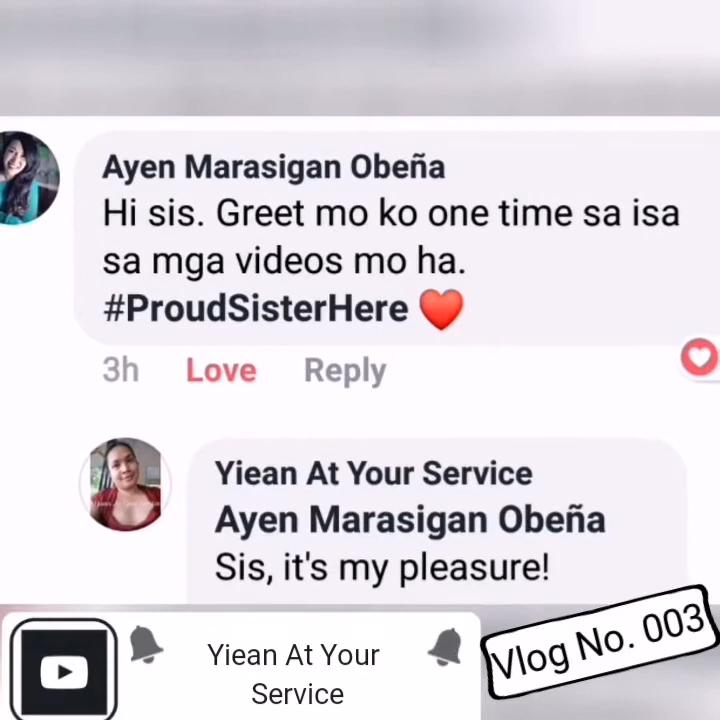 Ayen Marasigan Obeña
Hi sis. Greet mo ko one time sa isa
sa mga videos mo ha.
#ProudSisterHere ❤️
3h Love Reply
Yiean At Your Service
Ayen Marasigan Obeña
Sis, it's my pleasure!
Yiean At Your
Service
Vlog No. 003